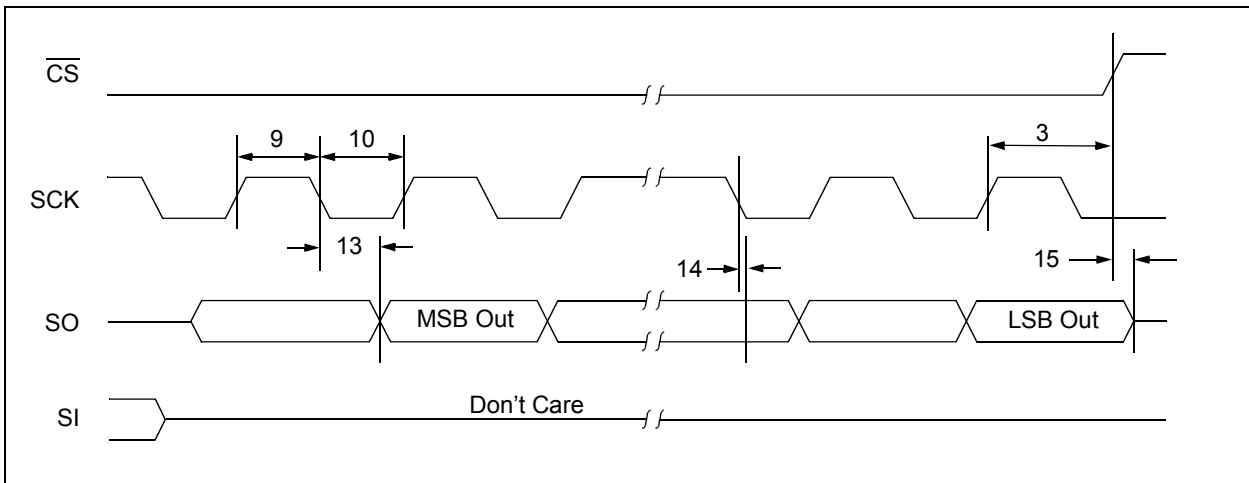 CS
9
10
3
SCK
13
14
15
SO
MSB Out
LSB Out
SI
Don't Care